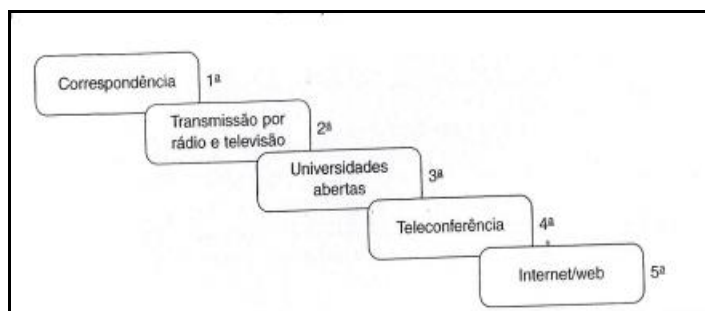 Correspondência 1ª
Transmissão por
rádio e televisão 2ª
Universidades
abertas 3ª
Teleconferência 4ª
Internet/web 5ª